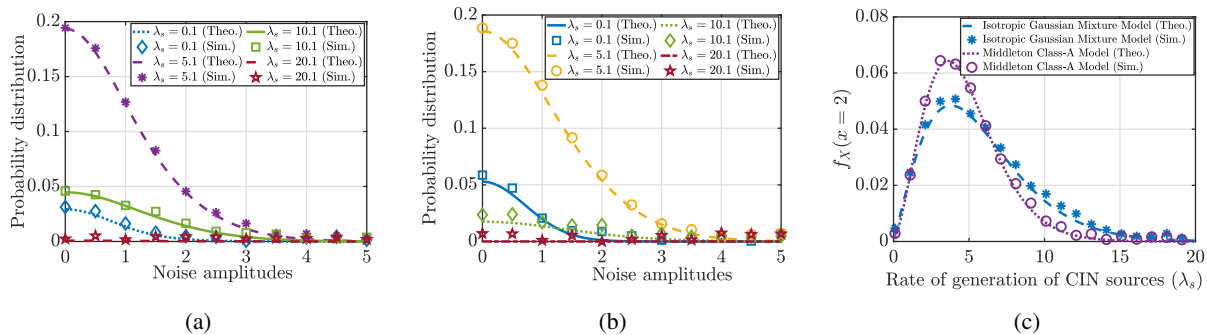 Probability distribution
0.2
0.15
0.1
0.05
0
λs = 0.1 (Theo.)
λs = 0.1 (Sim.)
λs = 5.1 (Theo.)
λs = 5.1 (Sim.)
λs = 10.1 (Theo.)
λs = 10.1 (Sim.)
λs = 20.1 (Theo.)
λs = 20.1 (Sim.)
0 1 2 3 4 5
Noise amplitudes
(a)
Probability distribution
0.2
0.15
0.1
0.05
0
λs = 0.1 (Theo.)
λs = 0.1 (Sim.)
λs = 5.1 (Theo.)
λs = 5.1 (Sim.)
λs = 10.1 (Theo.)
λs = 10.1 (Sim.)
λs = 20.1 (Theo.)
λs = 20.1 (Sim.)
0 1 2 3 4 5
Noise amplitudes
(b)
fX(x = 2)
0.08
0.06
0.04
0.02
0.00
Isotropic Gaussian Mixture Model (Theo.)
Isotropic Gaussian Mixture Model (Sim.)
Middleton Class-A Model (Theo.)
Middleton Class-A Model (Sim.)
0 5 10 15 20
Rate of generation of CIN sources (λs)
(c)